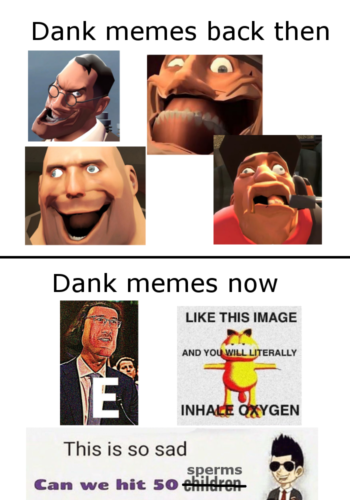 Dank memes back then
Dank memes now
E
LIKE THIS IMAGE
AND YOU WILL LITERALLY
INHALE OXYGEN
This is so sad
sperms
Can we hit 50 children